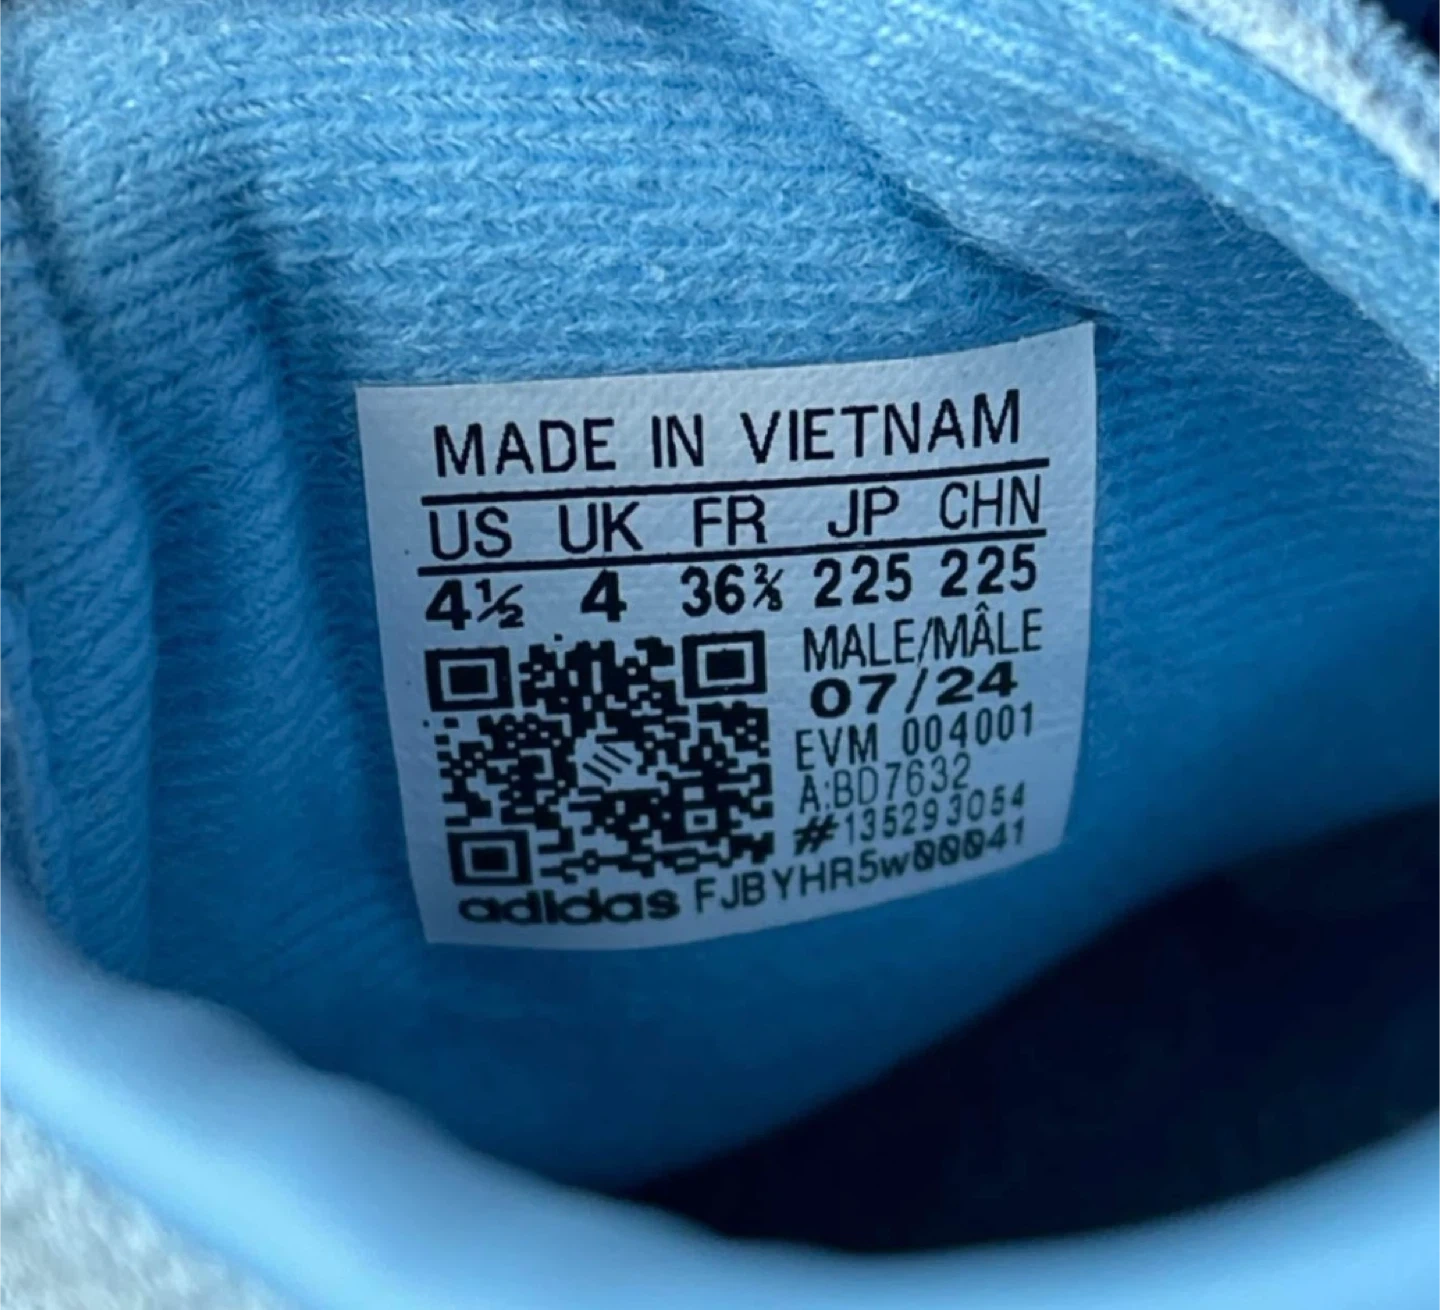 MADE IN VIETNAM
US UK FR JP CHN
4½ 4 36⅔ 225 225
MALE/MÂLE
07/24
EVM 004001
A:BD7632
#135293054
adidas FJBYHR5w00041